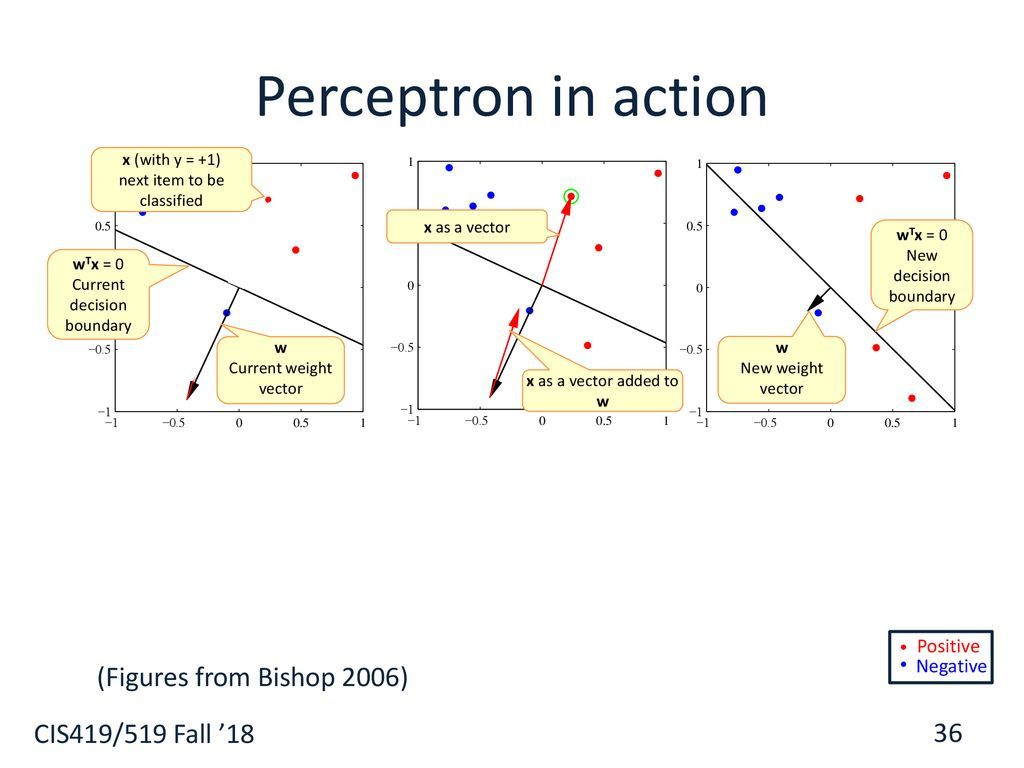 Perceptron in action
x (with y = +1)
next item to be
classified
0.5
−0.5
−1
−1
−0.5
0
0.5
1
wᵀx = 0
Current
decision
boundary
w
Current weight
vector
1
0
−0.5
−1
−1
−0.5
0
0.5
1
x as a vector
x as a vector added to
w
1
0.5
0
−0.5
−1
−1
−0.5
0
0.5
1
wᵀx = 0
New
decision
boundary
w
New weight
vector
Positive
Negative
(Figures from Bishop 2006)
CIS419/519 Fall ’18
36